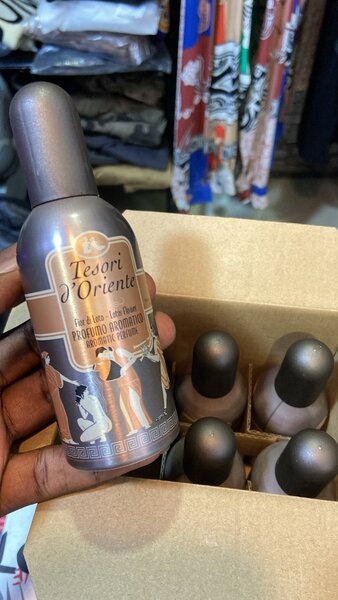 Tesori
d'Oriente
Fior di Loto - Lotus Flower
PROFUMO AROMATICO
AROMATIC PERFUME